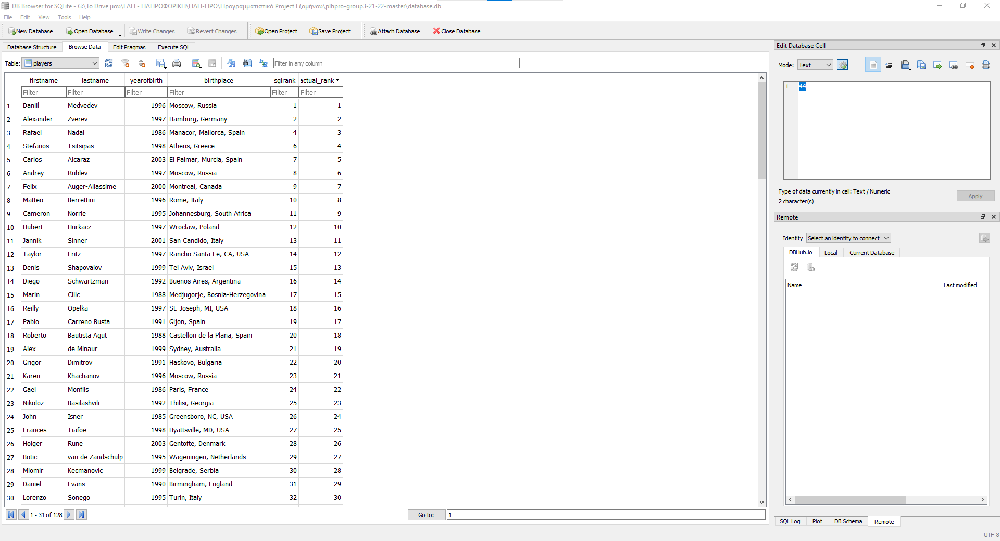 DB Browser for SQLite - G:\Το Drive μου\ΕΑΠ - ΠΛΗΡΟΦΟΡΙΚΗ\ΠΛΗ-ΠΡΟ\Προγραμματιστικό Project Εξαμήνου\plhpro-group3-21-22-master\database.db
File Edit View Tools Help
New Database Open Database Write Changes Revert Changes Open Project Save Project Attach Database Close Database
Database Structure Browse Data Edit Pragmas Execute SQL
Table: players Filter in any column
firstname lastname yearofbirth birthplace sglrank actual_rank
Filter Filter Filter Filter Filter Filter
1 Daniil Medvedev 1996 Moscow, Russia 1 1
2 Alexander Zverev 1997 Hamburg, Germany 2 2
3 Rafael Nadal 1986 Manacor, Mallorca, Spain 4 3
4 Stefanos Tsitsipas 1998 Athens, Greece 6 4
5 Carlos Alcaraz 2003 El Palmar, Murcia, Spain 7 5
6 Andrey Rublev 1997 Moscow, Russia 8 6
7 Felix Auger-Aliassime 2000 Montreal, Canada 9 7
8 Matteo Berrettini 1996 Rome, Italy 10 8
9 Cameron Norrie 1995 Johannesburg, South Africa 11 9
10 Hubert Hurkacz 1997 Wroclaw, Poland 12 10
11 Jannik Sinner 2001 San Candido, Italy 13 11
12 Taylor Fritz 1997 Rancho Santa Fe, CA, USA 14 12
13 Denis Shapovalov 1999 Tel Aviv, Israel 15 13
14 Diego Schwartzman 1992 Buenos Aires, Argentina 16 14
15 Marin Cilic 1988 Medjugorje, Bosnia-Herzegovina 17 15
16 Reilly Opelka 1997 St. Joseph, MI, USA 18 16
17 Pablo Carreno Busta 1991 Gijon, Spain 19 17
18 Roberto Bautista Agut 1988 Castellon de la Plana, Spain 20 18
19 Alex de Minaur 1999 Sydney, Australia 21 19
20 Grigor Dimitrov 1991 Haskovo, Bulgaria 22 20
21 Karen Khachanov 1996 Moscow, Russia 23 21
22 Gael Monfils 1986 Paris, France 24 22
23 Nikoloz Basilashvili 1992 Tbilisi, Georgia 25 23
24 John Isner 1985 Greensboro, NC, USA 26 24
25 Frances Tiafoe 1998 Hyattsville, MD, USA 27 25
26 Holger Rune 2003 Gentofte, Denmark 28 26
27 Botic van de Zandschulp 1995 Wageningen, Netherlands 29 27
28 Miomir Kecmanovic 1999 Belgrade, Serbia 30 28
29 Daniel Evans 1990 Birmingham, England 31 29
30 Lorenzo Sonego 1995 Turin, Italy 32 30
1 - 31 of 128 Go to: 1
Edit Database Cell
Mode: Text
1 44
Type of data currently in cell: Text / Numeric
2 character(s)
Apply
Remote
Identity Select an identity to connect
DBHub.io Local Current Database
Name Last modified
SQL Log Plot DB Schema Remote
UTF-8